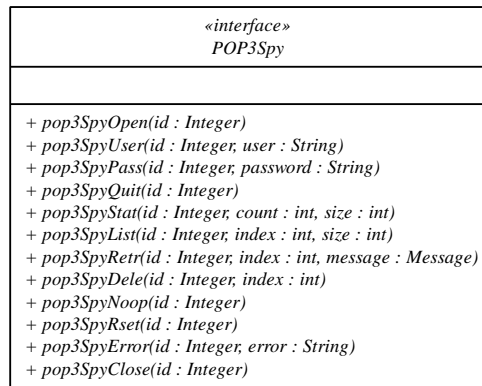 «interface»
POP3Spy
+ pop3SpyOpen(id : Integer)
+ pop3SpyUser(id : Integer, user : String)
+ pop3SpyPass(id : Integer, password : String)
+ pop3SpyQuit(id : Integer)
+ pop3SpyStat(id : Integer, count : int, size : int)
+ pop3SpyList(id : Integer, index : int, size : int)
+ pop3SpyRetr(id : Integer, index : int, message : Message)
+ pop3SpyDele(id : Integer, index : int)
+ pop3SpyNoop(id : Integer)
+ pop3SpyRset(id : Integer)
+ pop3SpyError(id : Integer, error : String)
+ pop3SpyClose(id : Integer)